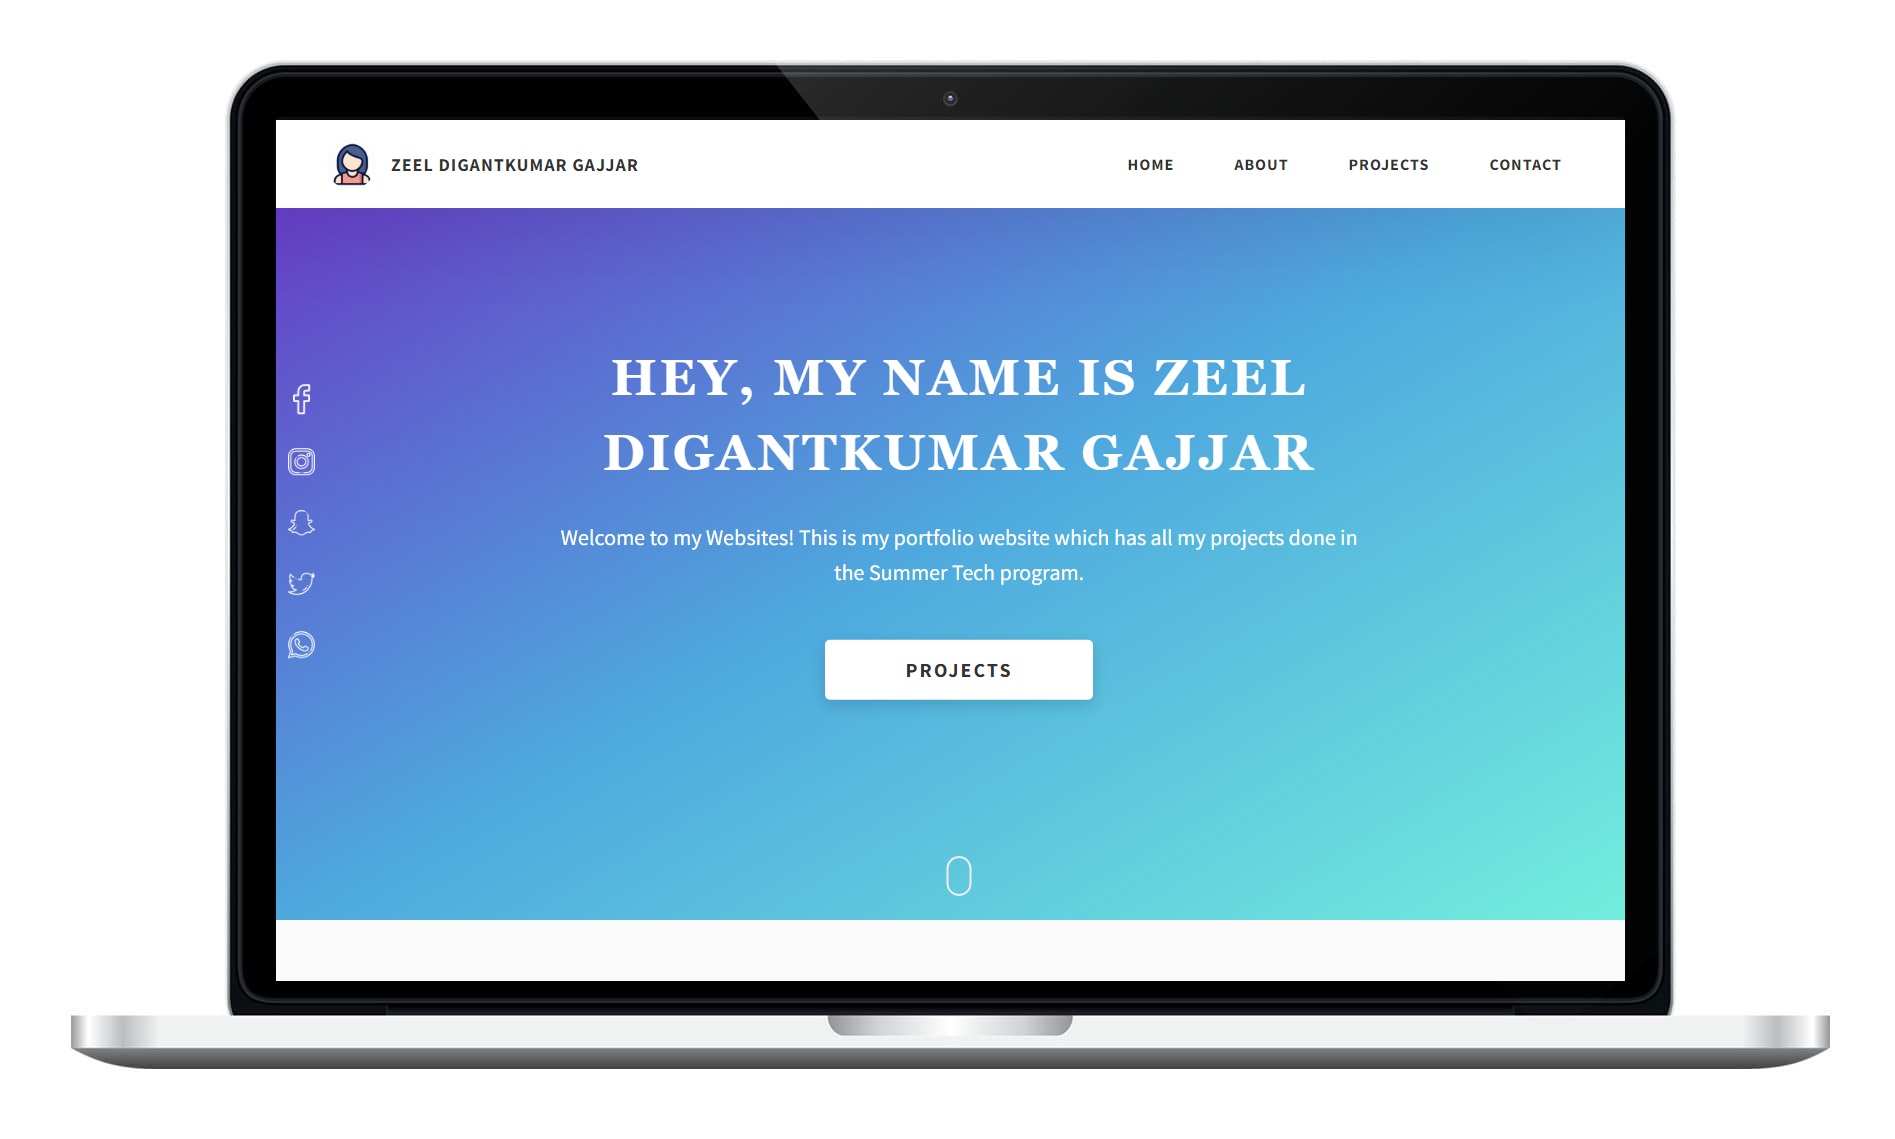 ZEEL DIGANTKUMAR GAJJAR
HOME
ABOUT
PROJECTS
CONTACT
HEY, MY NAME IS ZEEL
DIGANTKUMAR GAJJAR
Welcome to my Websites! This is my portfolio website which has all my projects done in
the Summer Tech program.
PROJECTS